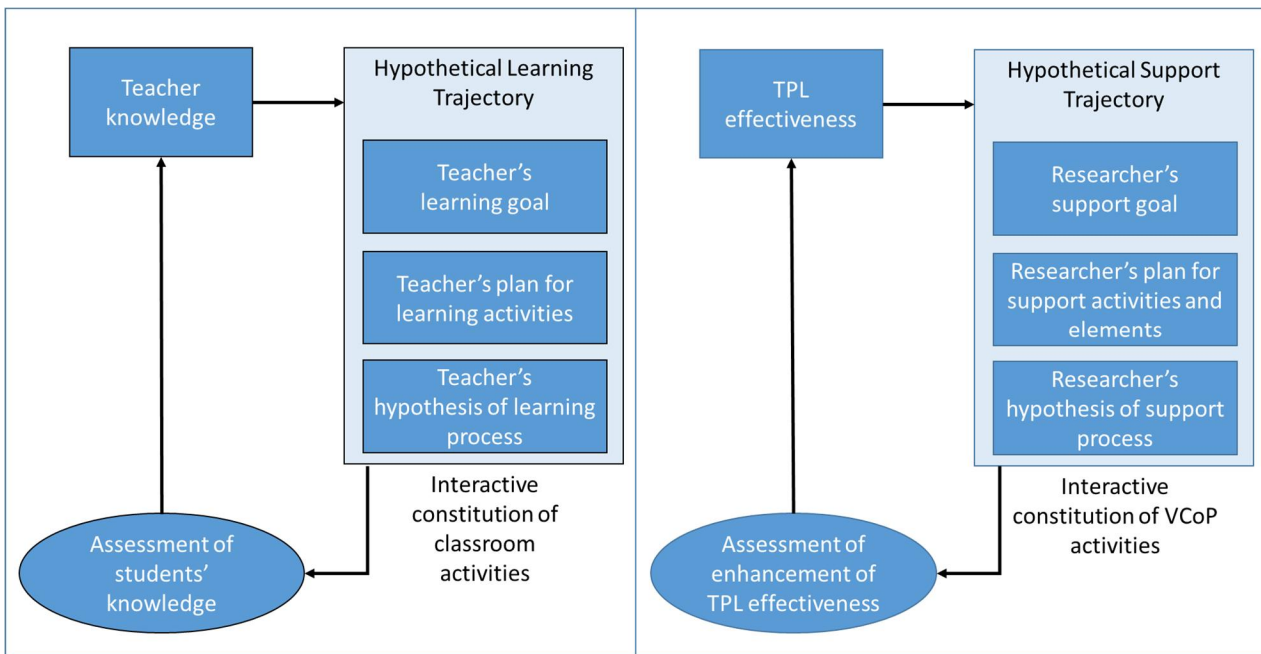 Teacher
knowledge
Hypothetical Learning
Trajectory
Teacher’s
learning goal
Teacher’s plan for
learning activities
Teacher’s
hypothesis of learning
process
Interactive
constitution of
classroom
activities
Assessment of
students’
knowledge
TPL
effectiveness
Hypothetical Support
Trajectory
Researcher’s
support goal
Researcher’s plan for
support activities and
elements
Researcher’s
hypothesis of support
process
Interactive
constitution of VCoP
activities
Assessment of
enhancement of
TPL effectiveness